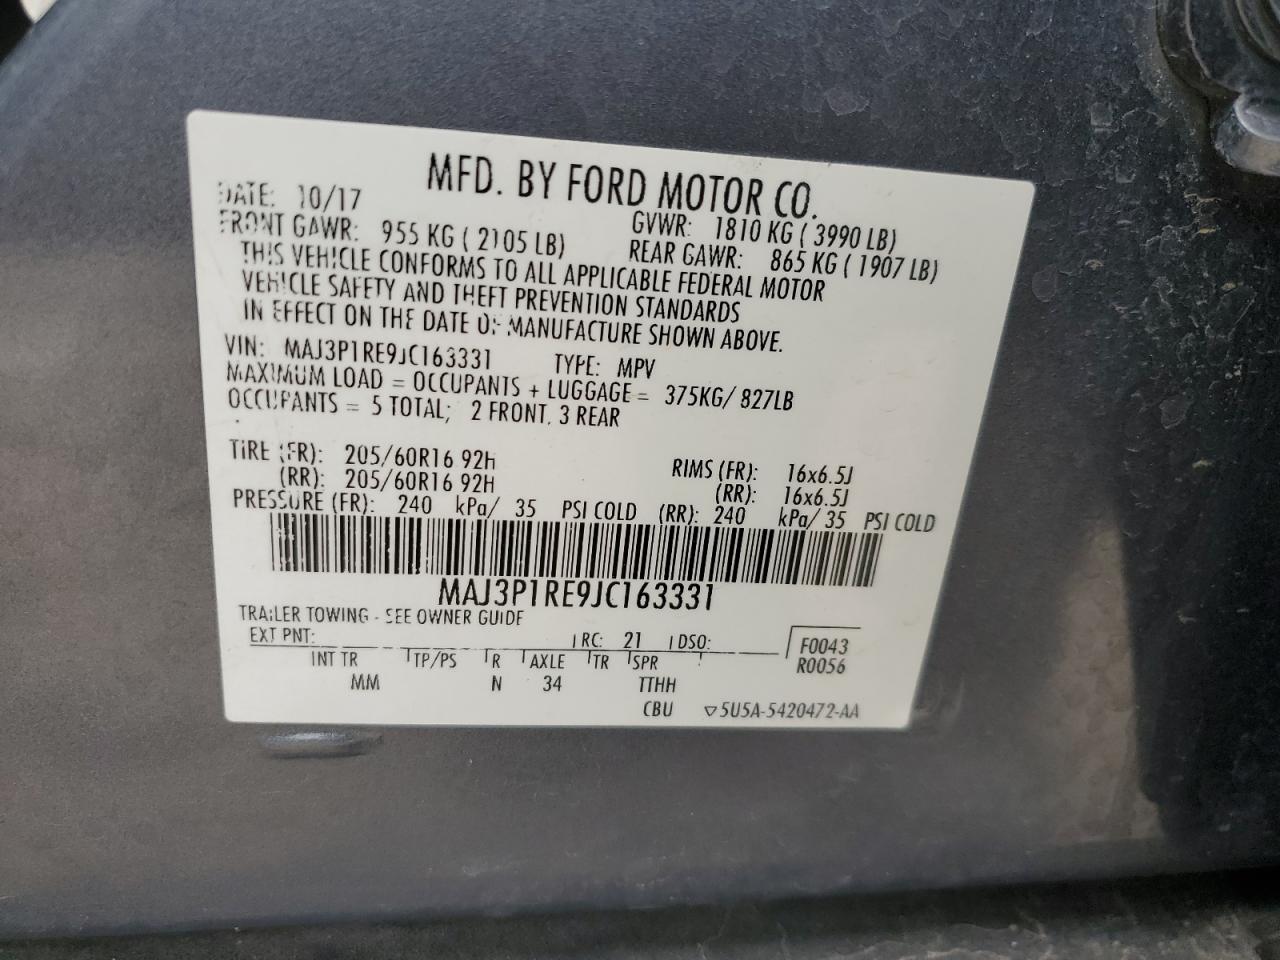 MFD. BY FORD MOTOR CO.
DATE: 10/17 GVWR: 1810 KG ( 3990 LB)
FRONT GAWR: 955 KG ( 2105 LB) REAR GAWR: 865 KG ( 1907 LB)
THIS VEHICLE CONFORMS TO ALL APPLICABLE FEDERAL MOTOR
VEHICLE SAFETY AND THEFT PREVENTION STANDARDS
IN EFFECT ON THE DATE OF MANUFACTURE SHOWN ABOVE.
VIN: MAJ3P1RE9JC163331 TYPE: MPV
MAXIMUM LOAD = OCCUPANTS + LUGGAGE = 375KG/ 827LB
OCCUPANTS = 5 TOTAL; 2 FRONT, 3 REAR
TIRE (FR): 205/60R16 92H RIMS (FR): 16x6.5J
(RR): 205/60R16 92H (RR): 16x6.5J
PRESSURE (FR): 240 kPa/ 35 PSI COLD (RR): 240 kPa/ 35 PSI COLD
MAJ3P1RE9JC163331
TRAILER TOWING - SEE OWNER GUIDE
EXT PNT: RC: 21 DSO: F0043
INT TR TP/PS R AXLE TR SPR R0056
MM N 34 TTHH
CBU ▽5U5A-5420472-AA